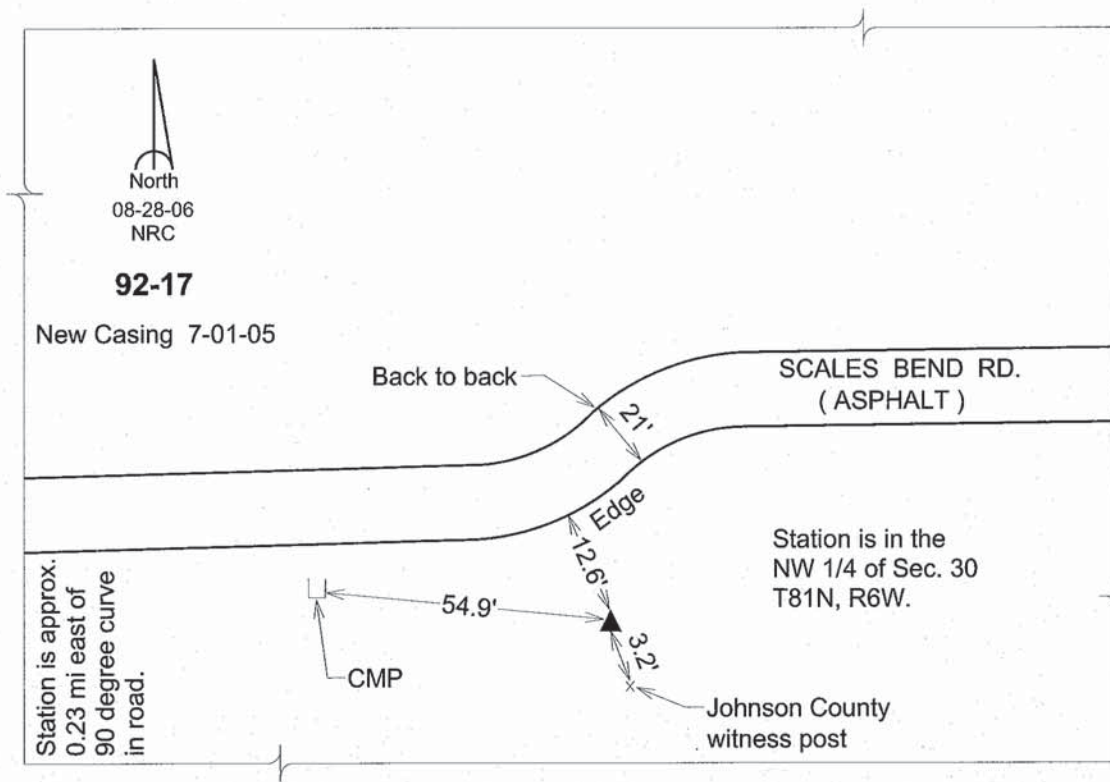 North
08-28-06
NRC
92-17
New Casing 7-01-05
Back to back
SCALES BEND RD.
( ASPHALT )
21'
Edge
12.6'
Station is in the
NW 1/4 of Sec. 30
T81N, R6W.
54.9'
3.2'
CMP
Johnson County
witness post
Station is approx.
0.23 mi east of
90 degree curve
in road.